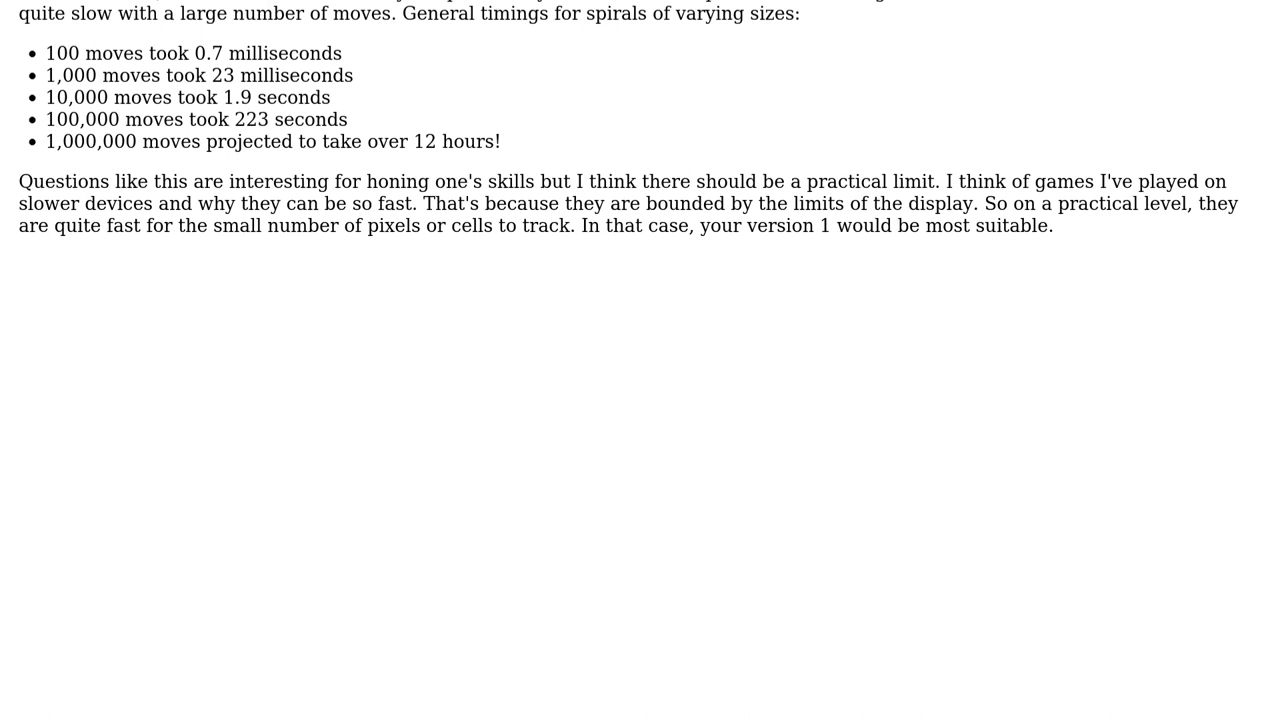 quite slow with a large number of moves. General timings for spirals of varying sizes:
100 moves took 0.7 milliseconds
1,000 moves took 23 milliseconds
10,000 moves took 1.9 seconds
100,000 moves took 223 seconds
1,000,000 moves projected to take over 12 hours!
Questions like this are interesting for honing one's skills but I think there should be a practical limit. I think of games I've played on
slower devices and why they can be so fast. That's because they are bounded by the limits of the display. So on a practical level, they
are quite fast for the small number of pixels or cells to track. In that case, your version 1 would be most suitable.